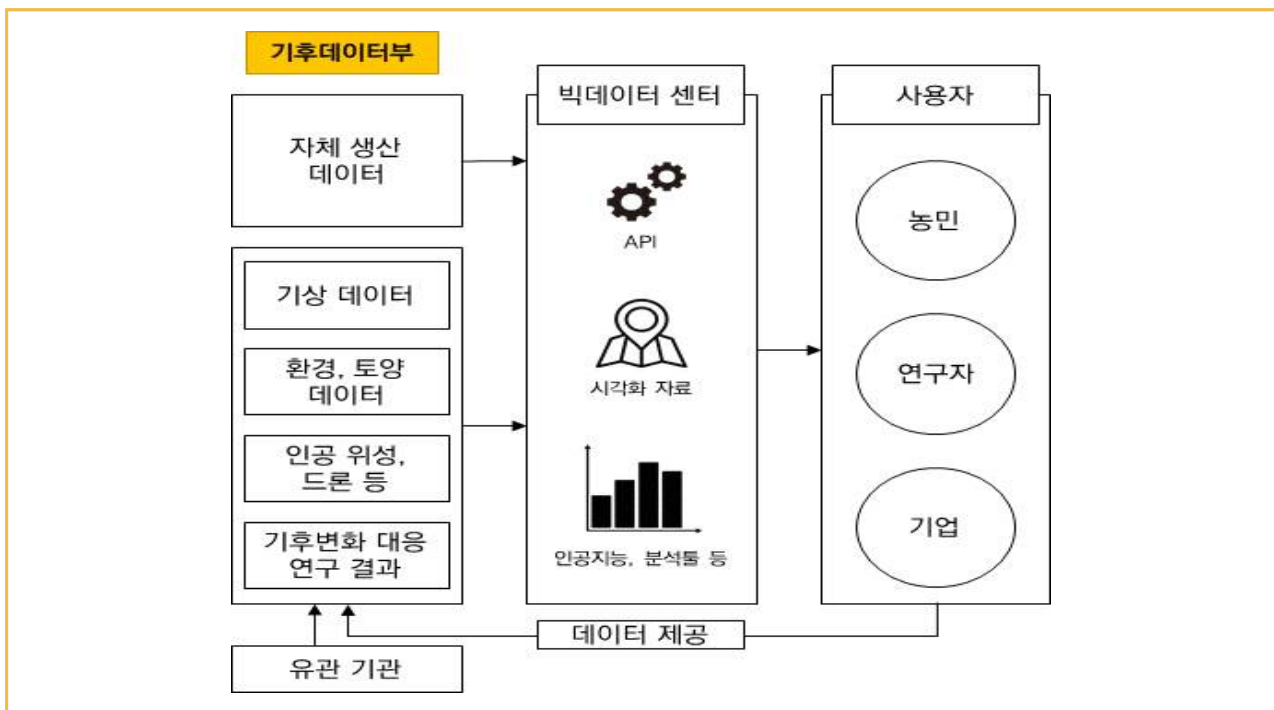 기후데이터부
자체 생산
데이터
기상 데이터
환경, 토양
데이터
인공 위성,
드론 등
기후변화 대응
연구 결과
유관 기관
빅데이터 센터
API
시각화 자료
인공지능, 분석툴 등
데이터 제공
사용자
농민
연구자
기업